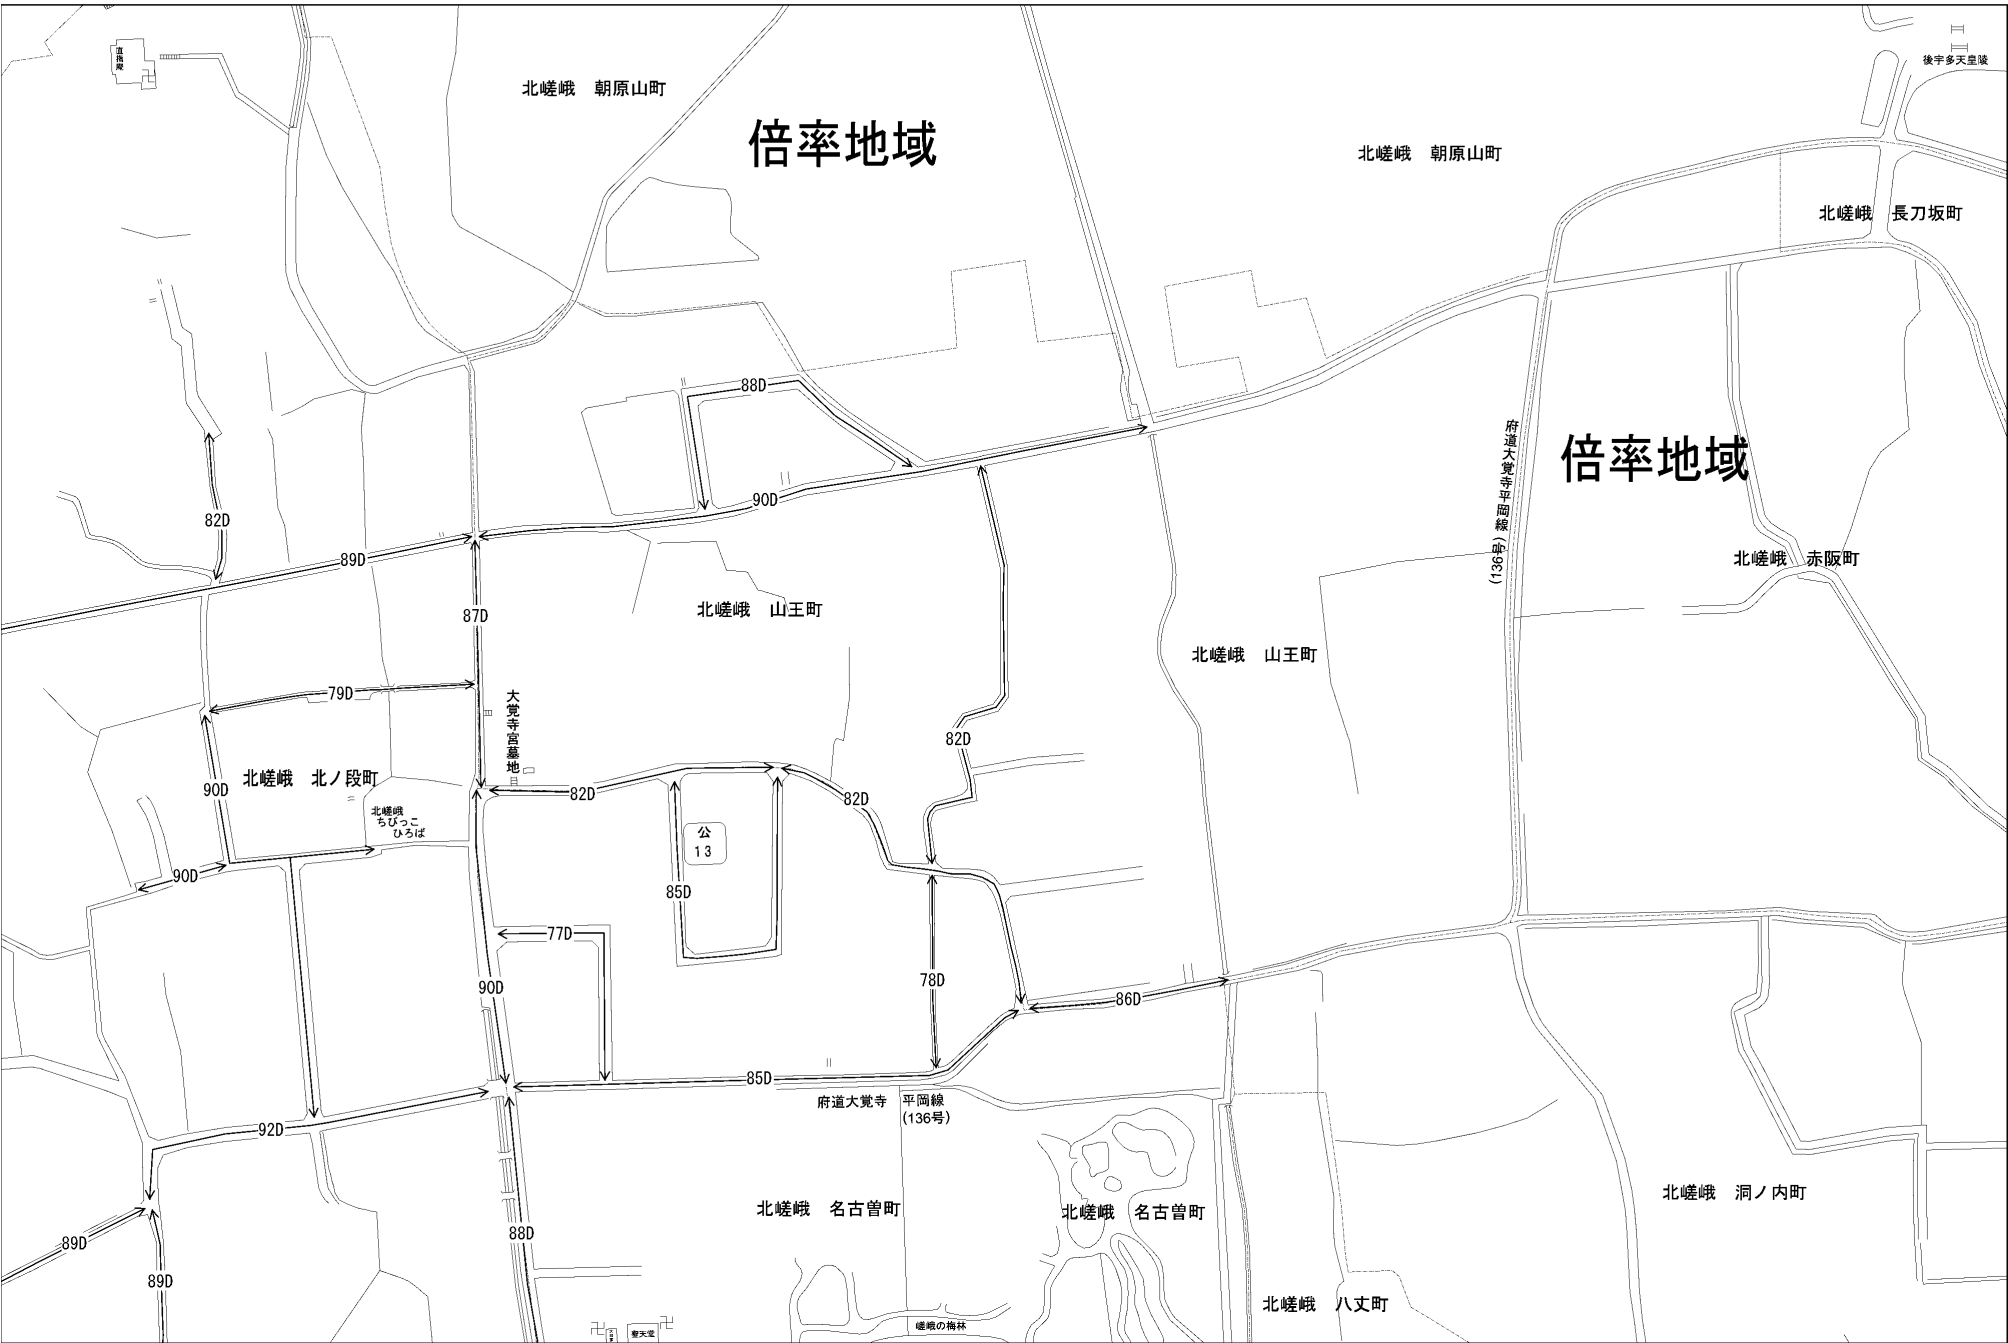 直指庵
北嵯峨　朝原山町
倍率地域
北嵯峨　朝原山町
後宇多天皇陵
北嵯峨　長刀坂町
88D
府道大覚寺平岡線
(136号)
倍率地域
90D
82D
89D
北嵯峨　赤阪町
北嵯峨　山王町
87D
北嵯峨　山王町
79D
大覚寺宮墓地
82D
北嵯峨　北ノ段町
90D
82D
82D
北嵯峨
ちびっこ
ひろば
公
13
90D
85D
77D
78D
90D
86D
85D
府道大覚寺　平岡線
(136号)
92D
北嵯峨　名古曽町
北嵯峨　名古曽町
北嵯峨　洞ノ内町
88D
89D
89D
北嵯峨　八丈町
嵯峨の梅林
聖天堂